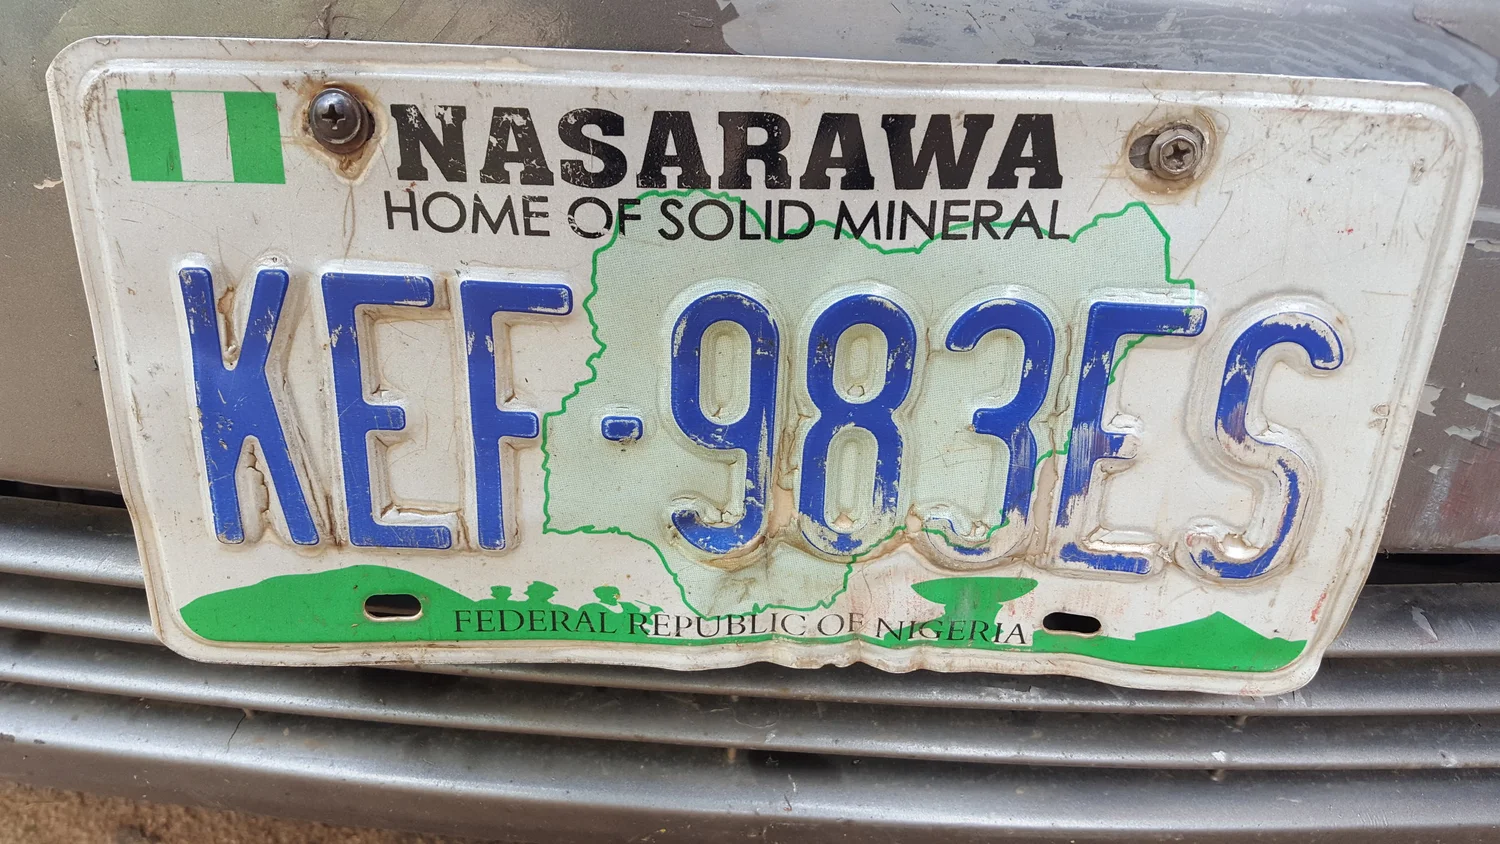 NASARAWA
HOME OF SOLID MINERAL
KEF-983ES
FEDERAL REPUBLIC OF NIGERIA